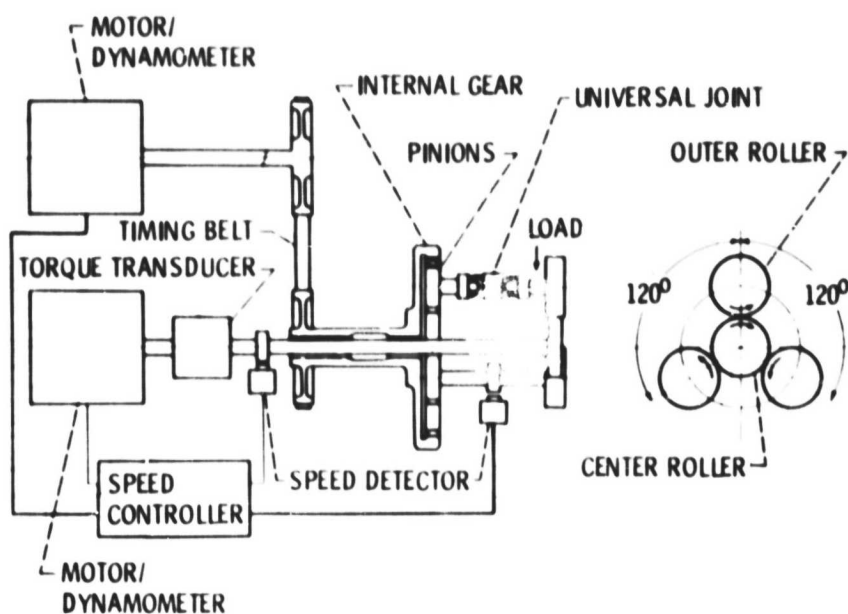 MOTOR/
DYNAMOMETER
INTERNAL GEAR
UNIVERSAL JOINT
PINIONS
OUTER ROLLER
TIMING BELT
LOAD
TORQUE TRANSDUCER
120°
120°
SPEED
CONTROLLER
SPEED DETECTOR
CENTER ROLLER
MOTOR/
DYNAMOMETER